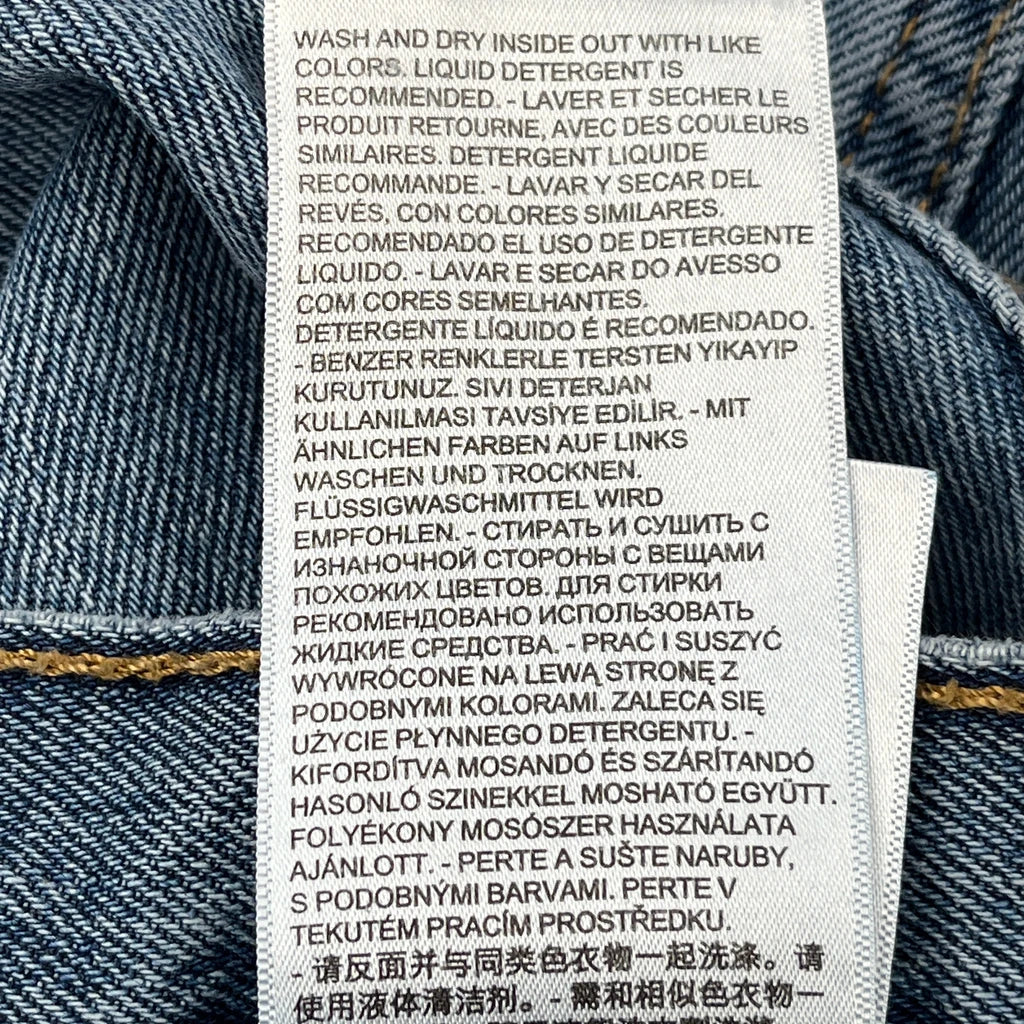 WASH AND DRY INSIDE OUT WITH LIKE
COLORS. LIQUID DETERGENT IS
RECOMMENDED. - LAVER ET SECHER LE
PRODUIT RETOURNE, AVEC DES COULEURS
SIMILAIRES. DETERGENT LIQUIDE
RECOMMANDE. - LAVAR Y SECAR DEL
REVÉS, CON COLORES SIMILARES.
RECOMENDADO EL USO DE DETERGENTE
LIQUIDO. - LAVAR E SECAR DO AVESSO
COM CORES SEMELHANTES.
DETERGENTE LÍQUIDO É RECOMENDADO.
- BENZER RENKLERLE TERSTEN YIKAYIP
KURUTUNUZ. SIVI DETERJAN
KULLANILMASI TAVSİYE EDİLİR. - MIT
ÄHNLICHEN FARBEN AUF LINKS
WASCHEN UND TROCKNEN.
FLÜSSIGWASCHMITTEL WIRD
EMPFOHLEN. - СТИРАТЬ И СУШИТЬ С
ИЗНАНОЧНОЙ СТОРОНЫ С ВЕЩАМИ
ПОХОЖИХ ЦВЕТОВ. ДЛЯ СТИРКИ
РЕКОМЕНДОВАНО ИСПОЛЬЗОВАТЬ
ЖИДКИЕ СРЕДСТВА. - PRAĆ I SUSZYĆ
WYWRÓCONE NA LEWĄ STRONĘ Z
PODOBNYMI KOLORAMI. ZALECA SIĘ
UŻYCIE PŁYNNEGO DETERGENTU. -
KIFORDÍTVA MOSANDÓ ÉS SZÁRÍTANDÓ
HASONLÓ SZINEKKEL MOSHATÓ EGYÜTT.
FOLYÉKONY MOSÓSZER HASZNÁLATA
AJÁNLOTT. - PERTE A SUŠTE NARUBY,
S PODOBNÝMI BARVAMI. PERTE V
TEKUTÉM PRACÍM PROSTŘEDKU.
- 请反面并与同类色衣物一起洗涤。请
使用液体清洁剂。- 需和相似色衣物一